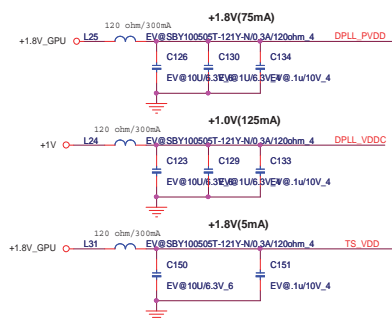 120 ohm/300mA
+1.8V(75mA)
+1.8V_GPU L25 EV@SBY100505T-121Y-N/0.3A/120ohm_4 DPLL_PVDD
C126 C130 C134
EV@10U/6.3V_6 EV@1U/6.3V_4 EV@.1u/10V_4
+1.0V(125mA)
120 ohm/300mA
+1V L24 EV@SBY100505T-121Y-N/0.3A/120ohm_4 DPLL_VDDC
C123 C129 C133
EV@10U/6.3V_6 EV@1U/6.3V_4 EV@.1u/10V_4
+1.8V(5mA)
120 ohm/300mA
+1.8V_GPU L31 EV@SBY100505T-121Y-N/0.3A/120ohm_4 TS_VDD
C150 C151
EV@10U/6.3V_6 EV@.1u/10V_4